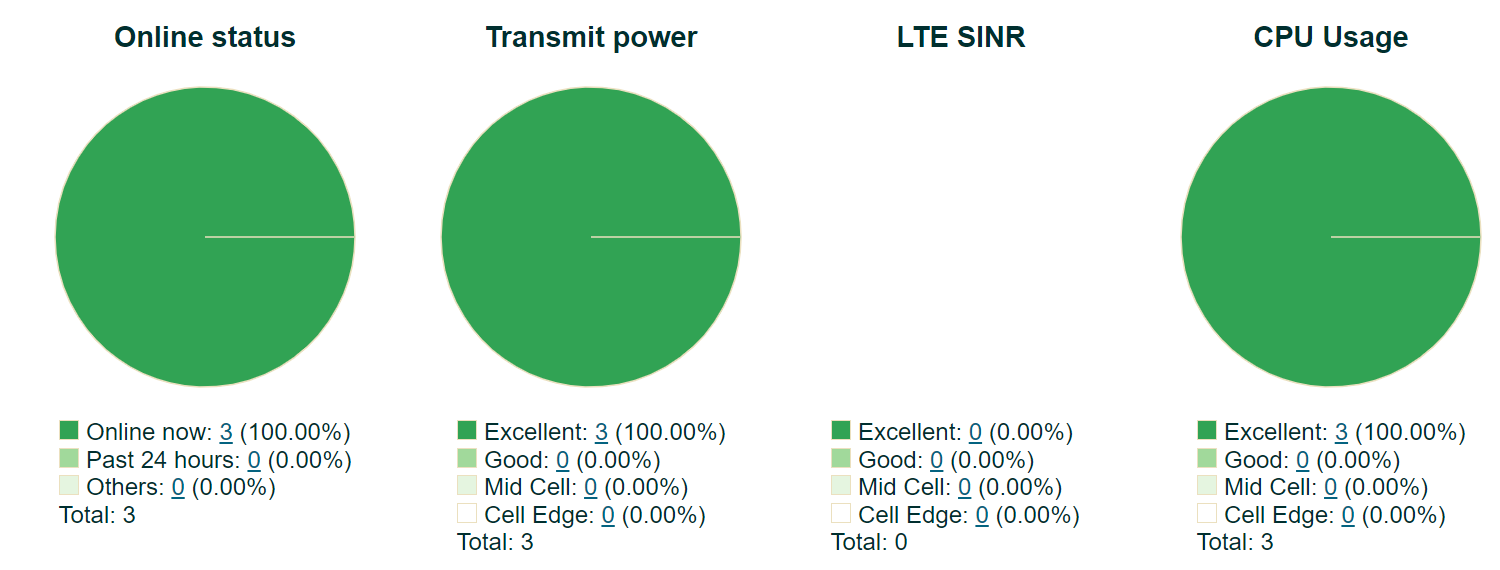 Online status
Online now: 3 (100.00%)
Past 24 hours: 0 (0.00%)
Others: 0 (0.00%)
Total: 3
Transmit power
Excellent: 3 (100.00%)
Good: 0 (0.00%)
Mid Cell: 0 (0.00%)
Cell Edge: 0 (0.00%)
Total: 3
LTE SINR
Excellent: 0 (0.00%)
Good: 0 (0.00%)
Mid Cell: 0 (0.00%)
Cell Edge: 0 (0.00%)
Total: 0
CPU Usage
Excellent: 3 (100.00%)
Good: 0 (0.00%)
Mid Cell: 0 (0.00%)
Cell Edge: 0 (0.00%)
Total: 3